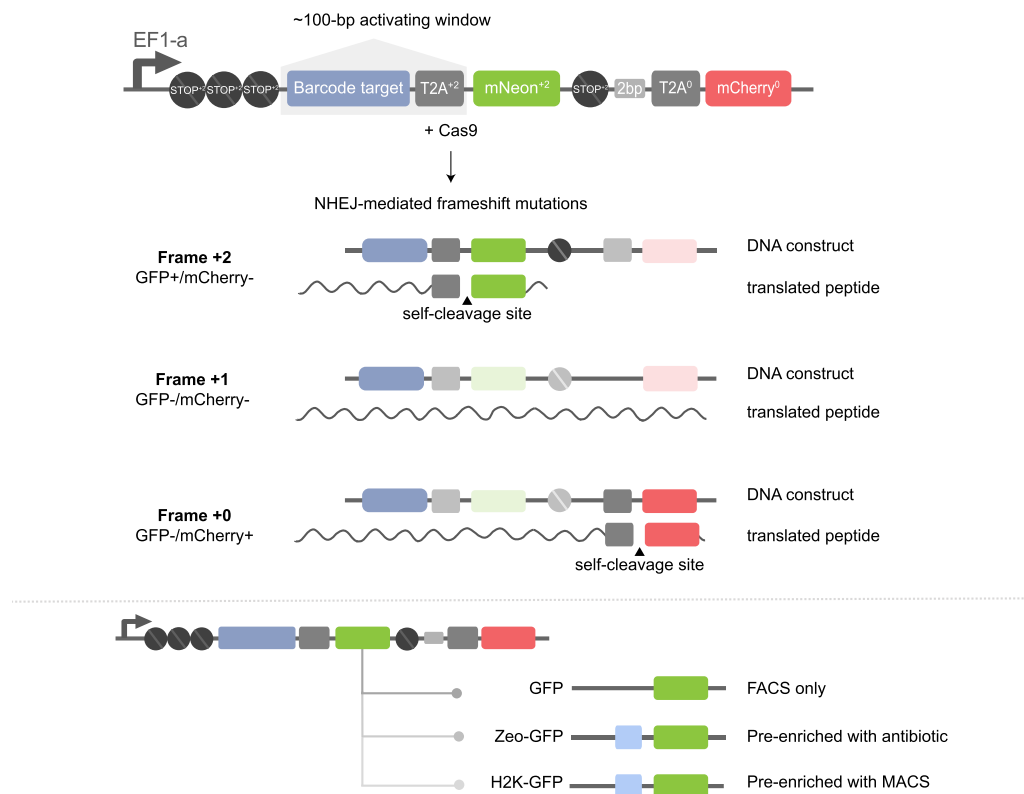 ~100-bp activating window
EF1-a
STOP⁺² STOP⁺² STOP⁺² Barcode target T2A⁺² mNeon⁺² STOP⁺² 2bp T2A⁰ mCherry⁰
+ Cas9
NHEJ-mediated frameshift mutations
Frame +2
GFP+/mCherry-
DNA construct
translated peptide
self-cleavage site
Frame +1
GFP-/mCherry-
DNA construct
translated peptide
Frame +0
GFP-/mCherry+
DNA construct
translated peptide
self-cleavage site
GFP FACS only
Zeo-GFP Pre-enriched with antibiotic
H2K-GFP Pre-enriched with MACS